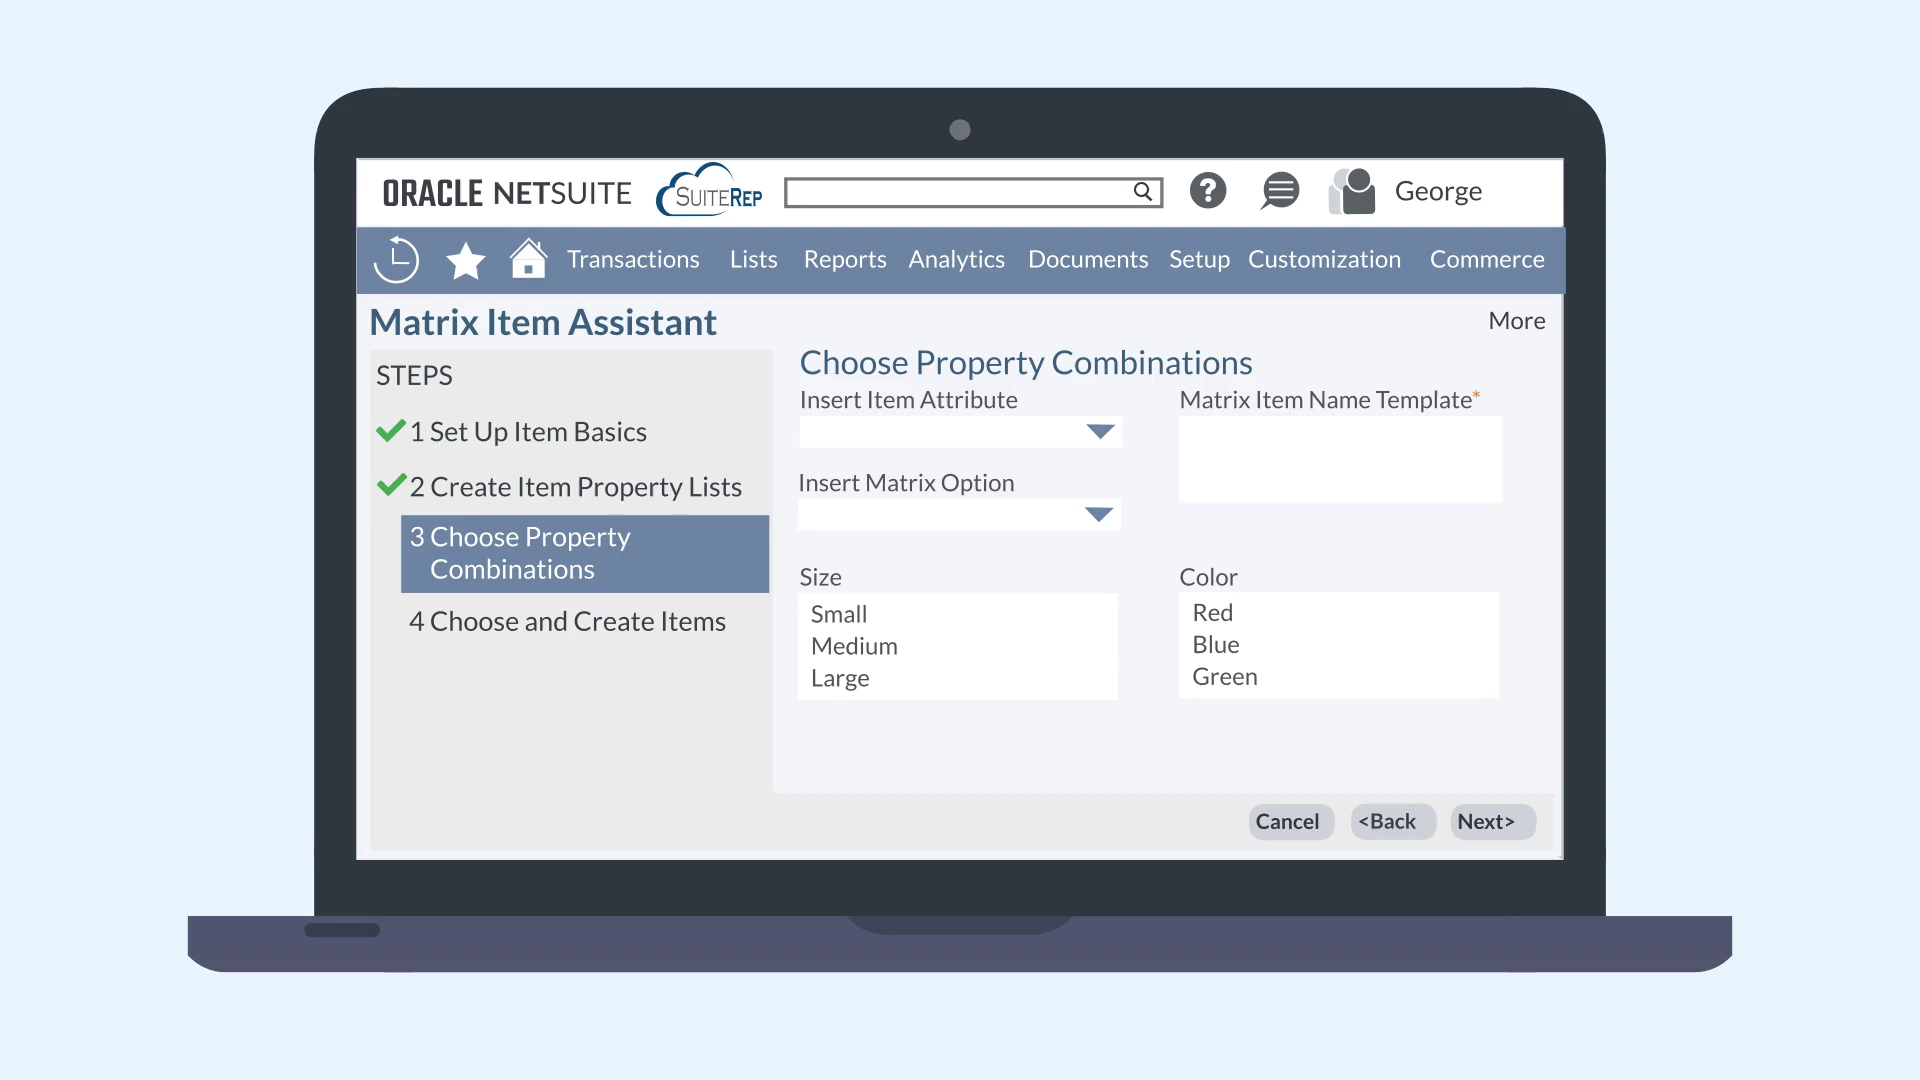 ORACLE NETSUITE SUITEREP George
Transactions Lists Reports Analytics Documents Setup Customization Commerce
Matrix Item Assistant
More
STEPS
1 Set Up Item Basics
2 Create Item Property Lists
3 Choose Property
Combinations
4 Choose and Create Items
Choose Property Combinations
Insert Item Attribute
Matrix Item Name Template*
Insert Matrix Option
Size
Small
Medium
Large
Color
Red
Blue
Green
Cancel <Back Next>